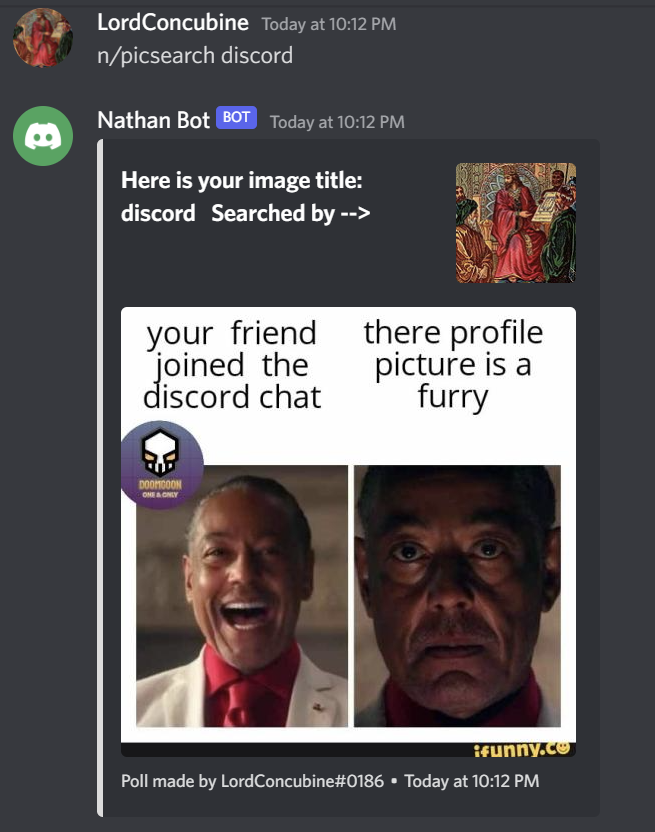 LordConcubine Today at 10:12 PM
n/picsearch discord
Nathan Bot BOT Today at 10:12 PM
Here is your image title:
discord Searched by -->
your friend
joined the
discord chat
there profile
picture is a
furry
DOOMGOON
ONE & ONLY
ifunny.co
Poll made by LordConcubine#0186 • Today at 10:12 PM